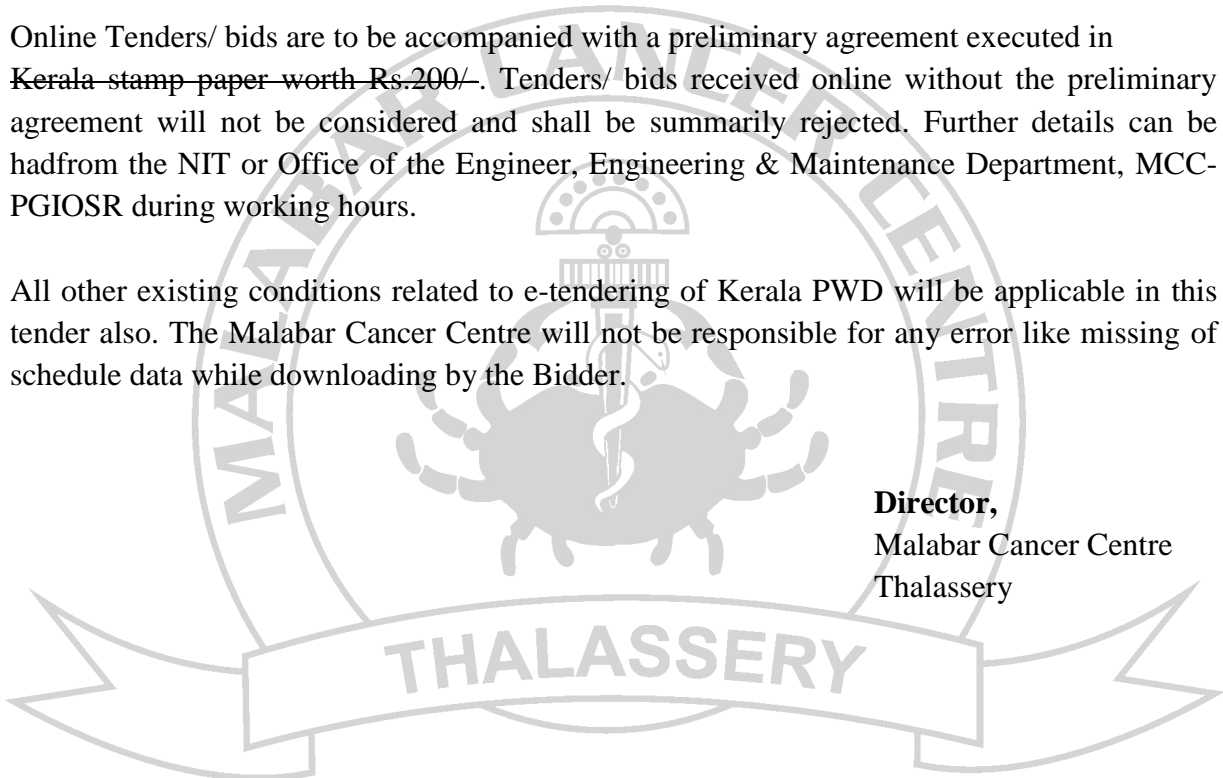 Online Tenders/ bids are to be accompanied with a preliminary agreement executed in
Kerala stamp paper worth Rs.200/-. Tenders/ bids received online without the preliminary
agreement will not be considered and shall be summarily rejected. Further details can be
hadfrom the NIT or Office of the Engineer, Engineering & Maintenance Department, MCC-
PGIOSR during working hours.
All other existing conditions related to e-tendering of Kerala PWD will be applicable in this
tender also. The Malabar Cancer Centre will not be responsible for any error like missing of
schedule data while downloading by the Bidder.
Director,
Malabar Cancer Centre
Thalassery
MALABAR CANCER CENTRE
THALASSERY